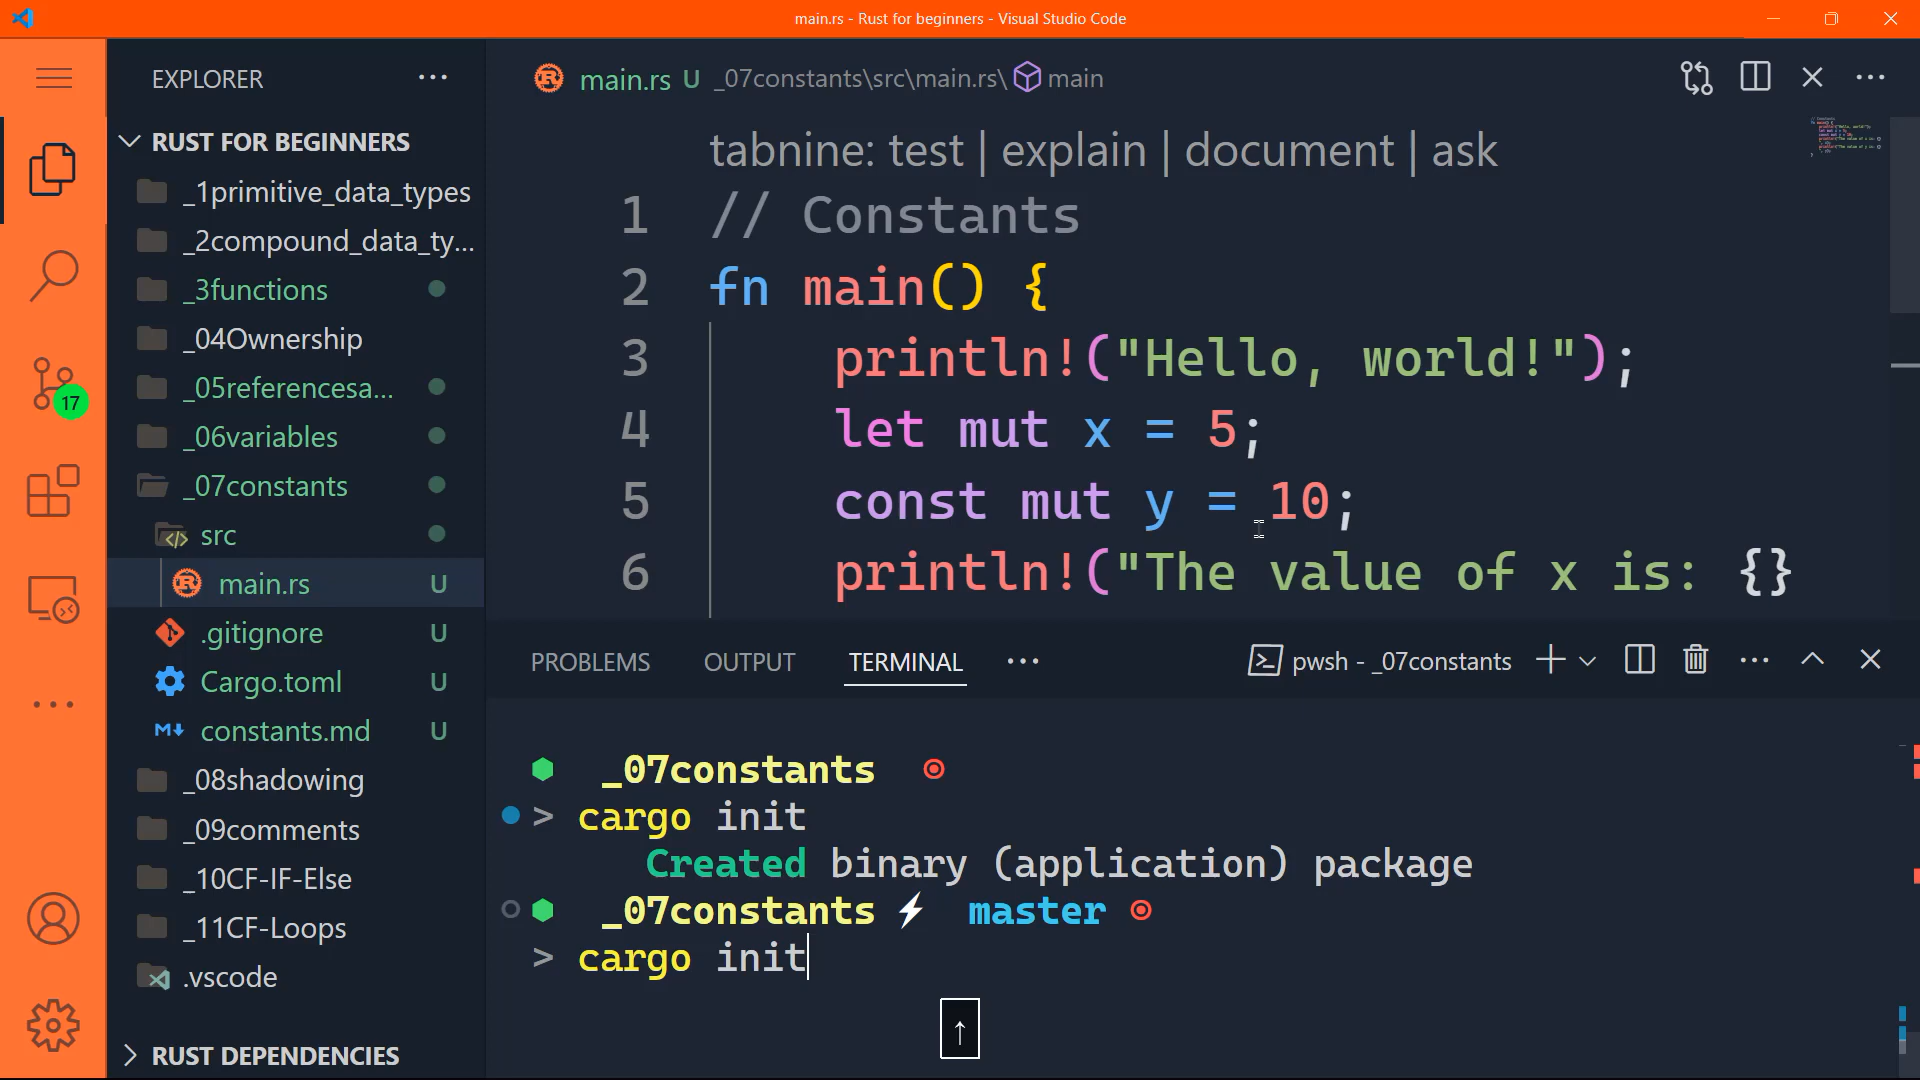 main.rs - Rust for beginners - Visual Studio Code
EXPLORER
RUST FOR BEGINNERS
_1primitive_data_types
_2compound_data_ty...
_3functions
_04Ownership
_05referencesa...
_06variables
_07constants
src
main.rs U
.gitignore U
Cargo.toml U
constants.md U
_08shadowing
_09comments
_10CF-IF-Else
_11CF-Loops
.vscode
RUST DEPENDENCIES
17
main.rs U _07constants\src\main.rs\ main
tabnine: test | explain | document | ask
1 // Constants
2 fn main() {
3 println!("Hello, world!");
4 let mut x = 5;
5 const mut y = 10;
6 println!("The value of x is: {}
PROBLEMS OUTPUT TERMINAL ... pwsh - _07constants
_07constants
> cargo init
Created binary (application) package
_07constants master
> cargo init
↑